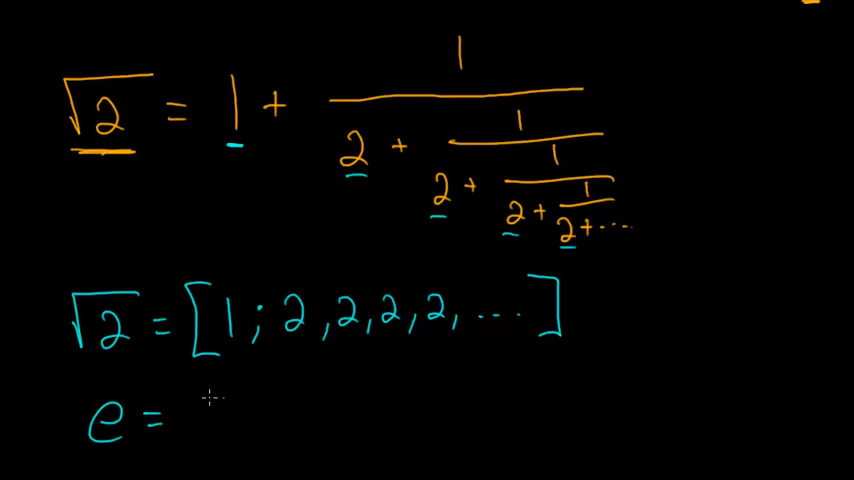 √2 = 1 + 1/(2 + 1/(2 + 1/(2 + 1/(2 + ···))))
√2 = [1; 2, 2, 2, 2, ...]
e =